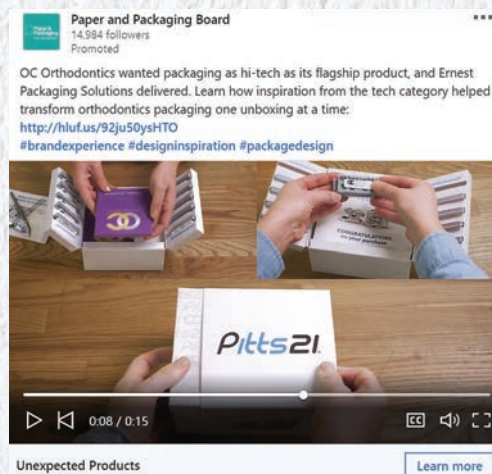 Paper and Packaging Board
14,984 followers
Promoted
OC Orthodontics wanted packaging as hi-tech as its flagship product, and Ernest
Packaging Solutions delivered. Learn how inspiration from the tech category helped
transform orthodontics packaging one unboxing at a time:
http://hluf.us/92ju50ysHTO
#brandexperience #designinspiration #packagedesign
CONGRATULATIONS
on your purchase
Pitts21
0:08 / 0:15
CC
Unexpected Products
Learn more